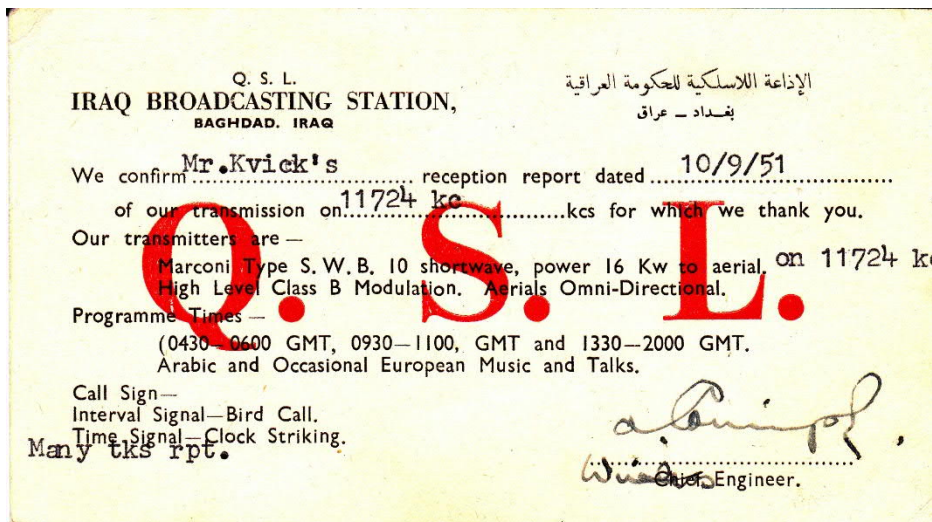 Q. S. L.
IRAQ BROADCASTING STATION,
BAGHDAD. IRAQ
الإذاعة اللاسلكية للحكومة العراقية
بغداد – عراق
We confirm Mr.Kvick's reception report dated 10/9/51
of our transmission on 11724 kc kcs for which we thank you.
Our transmitters are —
Marconi Type S. W. B. 10 shortwave, power 16 Kw to aerial. on 11724 kc
High Level Class B Modulation. Aerials Omni-Directional.
Q. S. L.
Programme Times —
(0430—0600 GMT, 0930—1100, GMT and 1330—2000 GMT.
Arabic and Occasional European Music and Talks.
Call Sign—
Interval Signal—Bird Call.
Time Signal—Clock Striking.
Many tks rpt.
Chief Engineer.